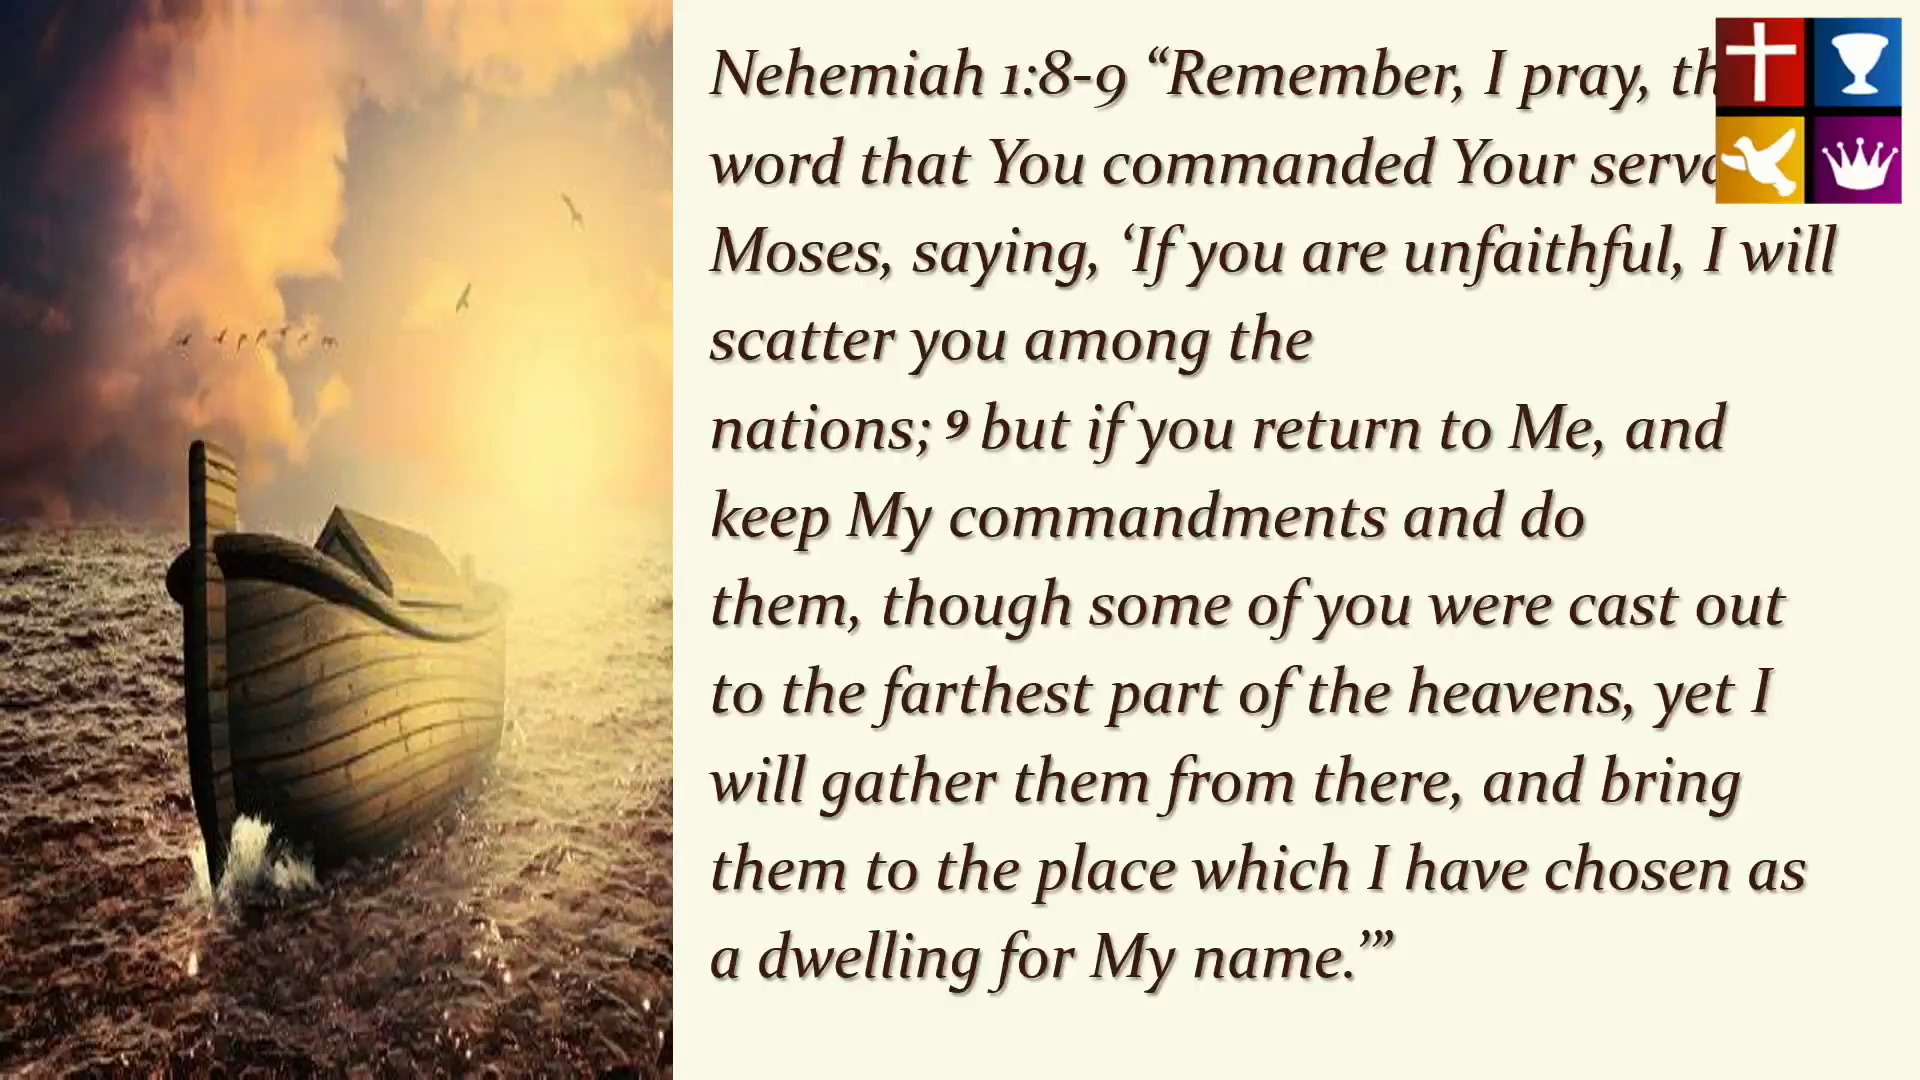 Nehemiah 1:8-9 “Remember, I pray, th
word that You commanded Your serva
Moses, saying, ‘If you are unfaithful, I will
scatter you among the
nations; 9 but if you return to Me, and
keep My commandments and do
them, though some of you were cast out
to the farthest part of the heavens, yet I
will gather them from there, and bring
them to the place which I have chosen as
a dwelling for My name.’”